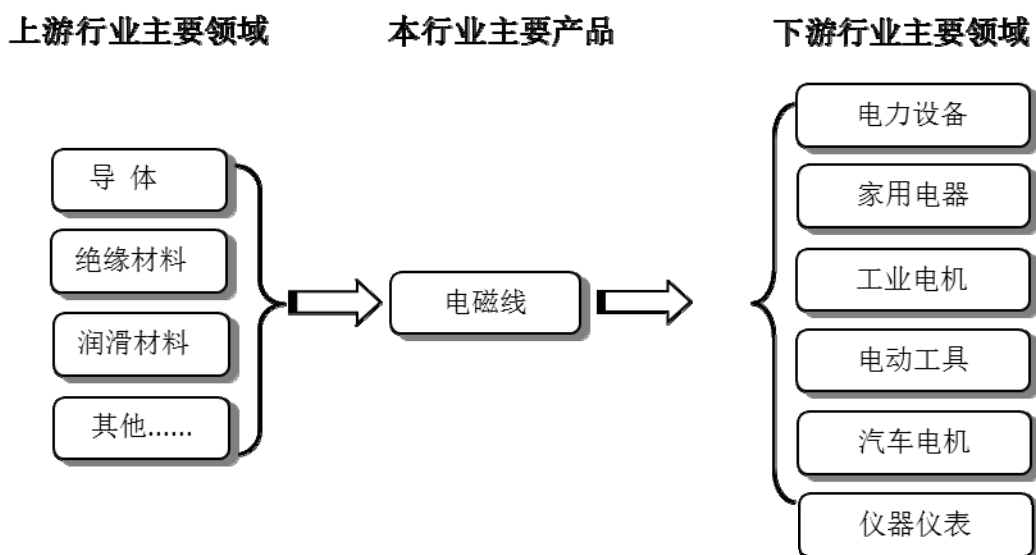 上游行业主要领域
本行业主要产品
下游行业主要领域
导 体
绝缘材料
润滑材料
其他......
电磁线
电力设备
家用电器
工业电机
电动工具
汽车电机
仪器仪表